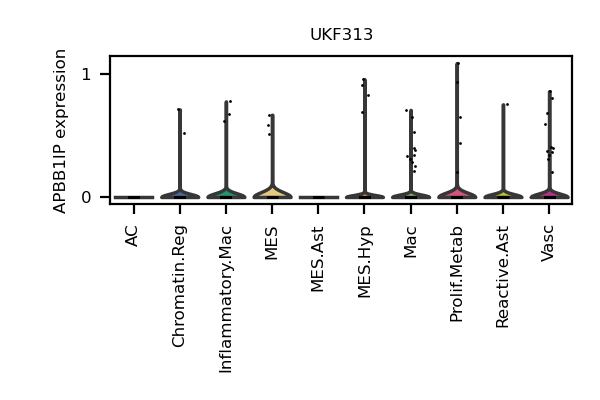 UKF313
APBB1IP expression
1
0
AC
Chromatin.Reg
Inflammatory.Mac
MES
MES.Ast
MES.Hyp
Mac
Prolif.Metab
Reactive.Ast
Vasc